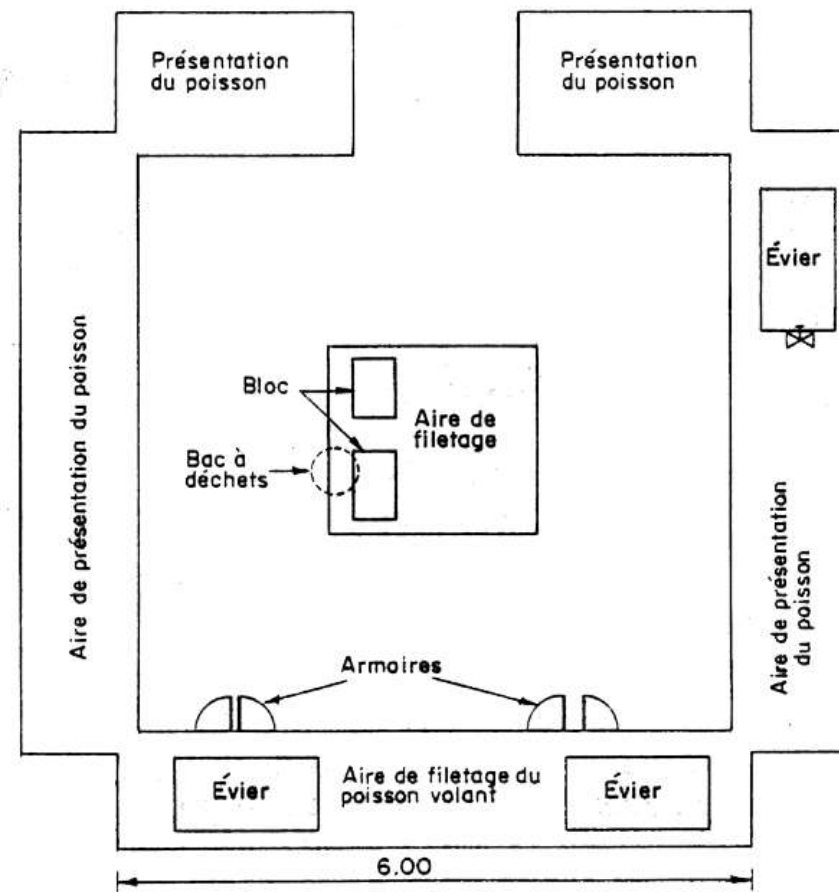 Présentation
du poisson
Présentation
du poisson
Évier
Aire de présentation du poisson
Bloc
Aire de
filetage
Bac à
déchets
Aire de présentation
du poisson
Armoires
Évier
Aire de filetage du
poisson volant
Évier
6.00